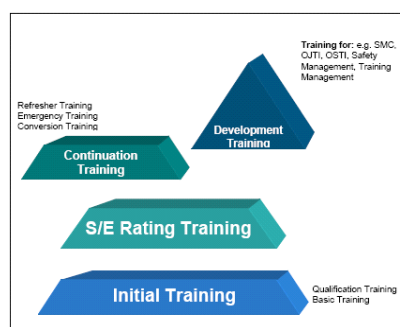 Training for: e.g. SMC,
OJTI, OSTI, Safety
Management, Training
Management
Development
Training
Refresher Training
Emergency Training
Conversion Training
Continuation
Training
S/E Rating Training
Initial Training
Qualification Training
Basic Training